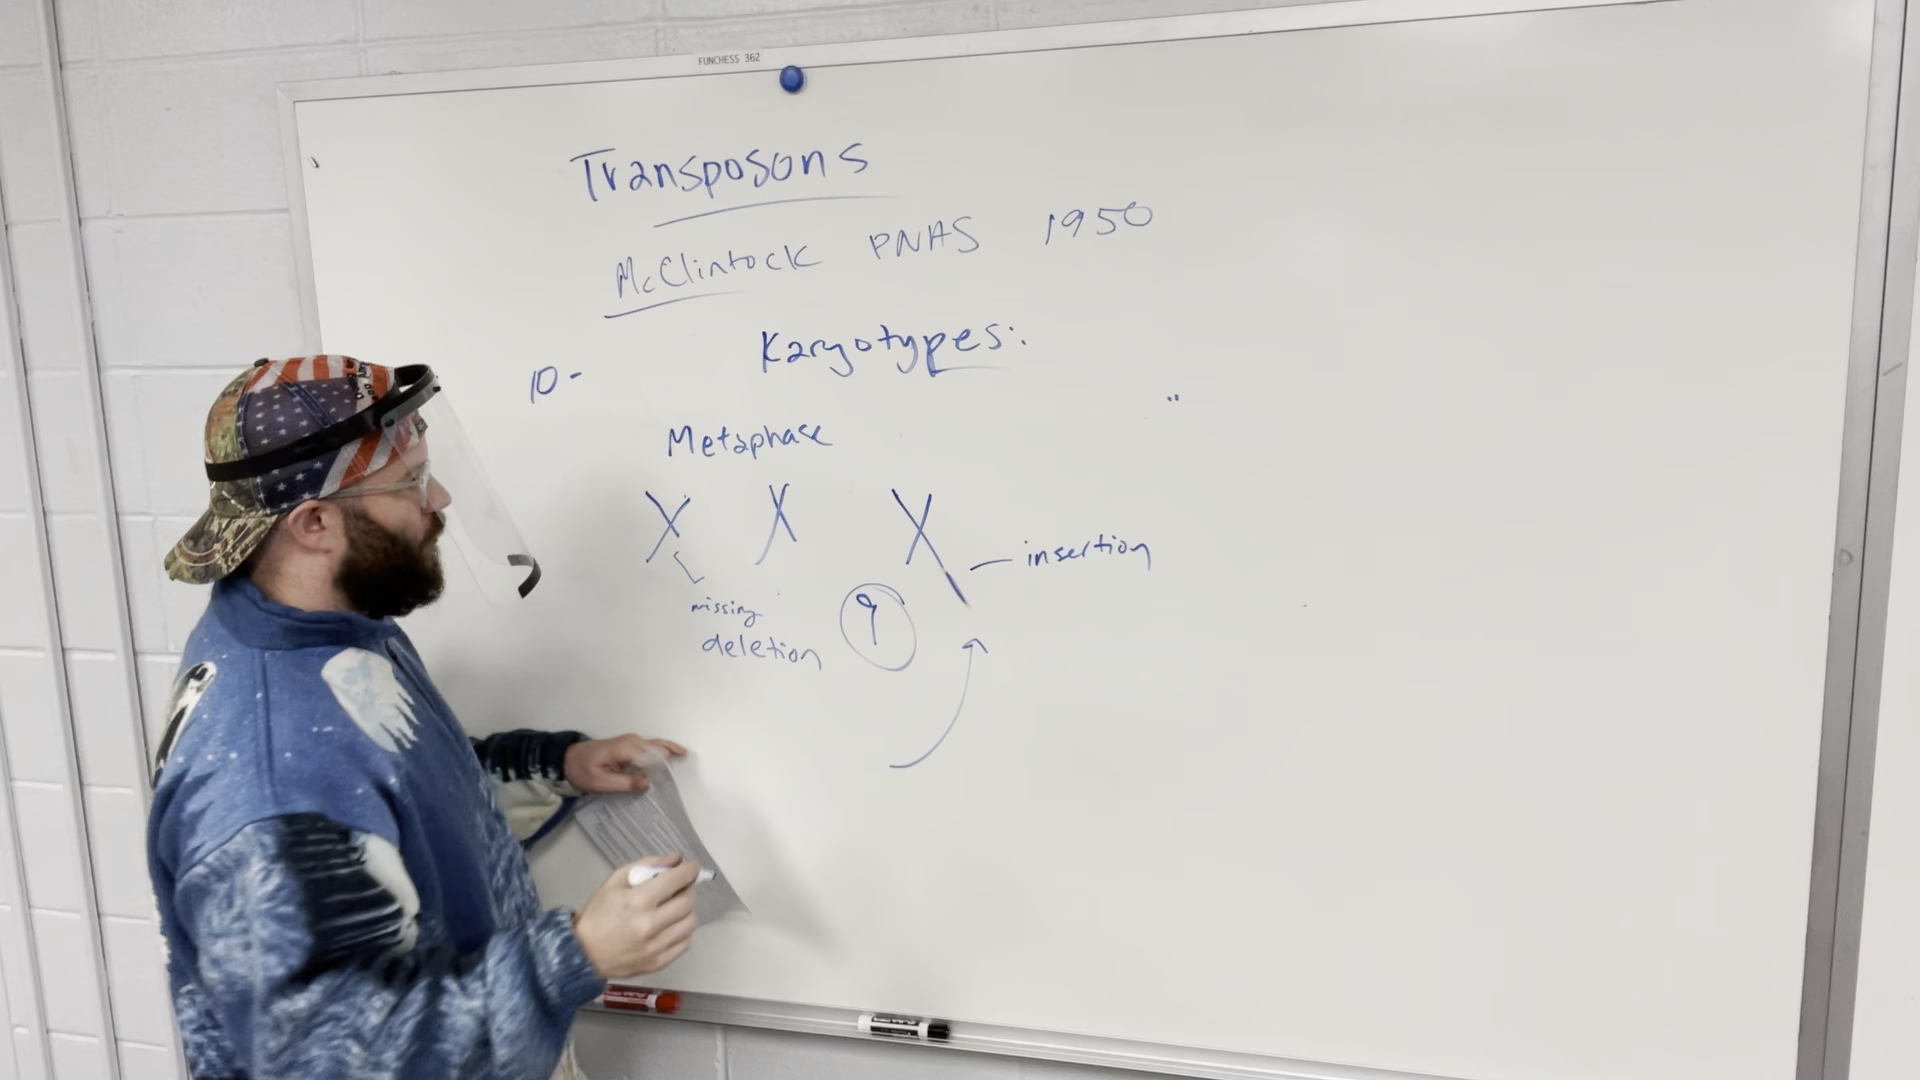 FUNCHESS 362
Transposons
McClintock PNAS 1950
Karyotypes:
10-
Metaphase
insertion
missing
deletion
9